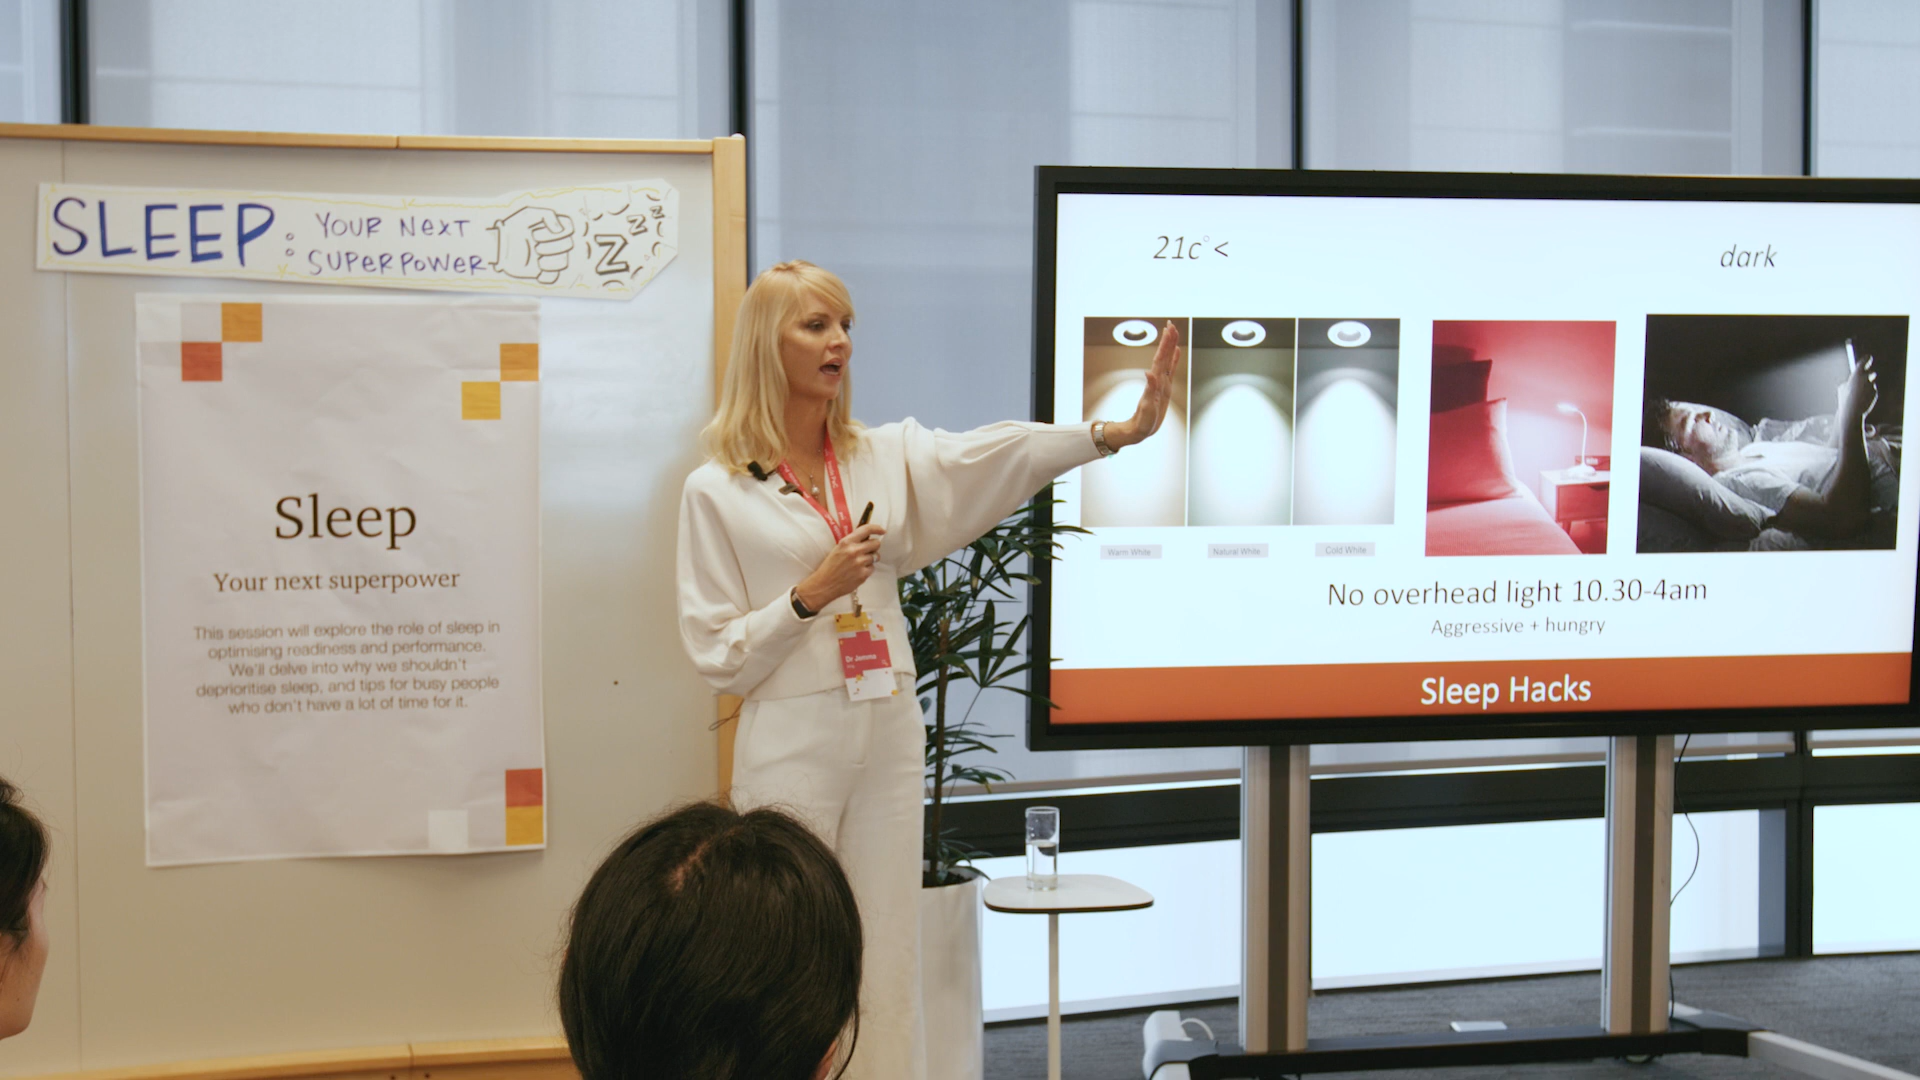 SLEEP: YOUR NEXT
SUPERPOWER
zzz
Sleep
Your next superpower
This session will explore the role of sleep in
optimising readiness and performance.
We'll delve into why we shouldn't
deprioritise sleep, and tips for busy people
who don't have a lot of time for it.
Dr Jemma
21c° <
dark
Warm White
Natural White
Cold White
No overhead light 10.30-4am
Aggressive + hungry
Sleep Hacks